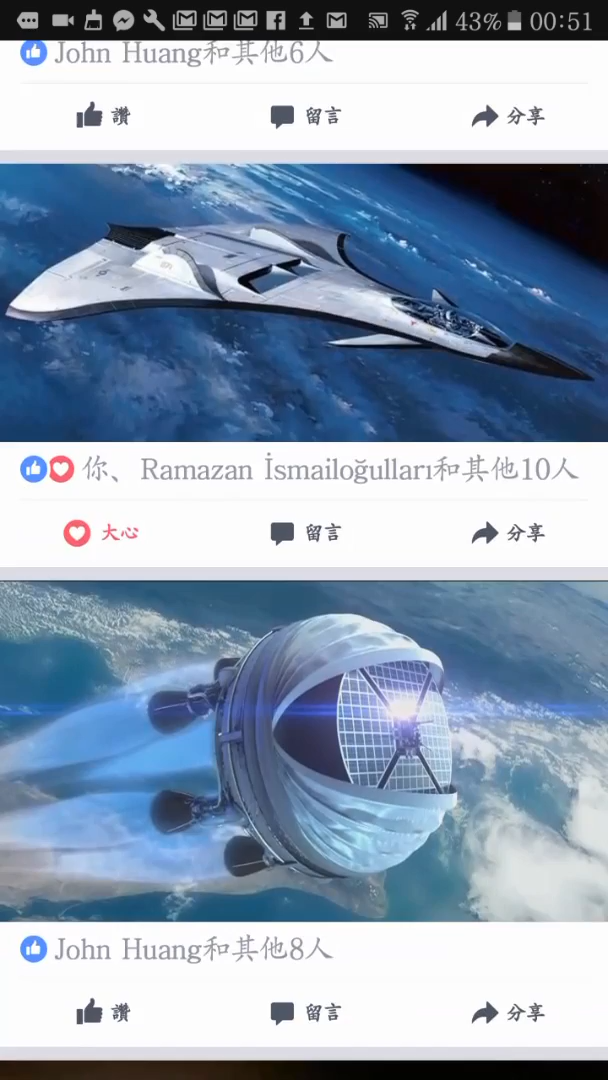 43% 00:51
John Huang和其他6人
讚 留言 分享
你、Ramazan İsmailoğulları和其他10人
大心 留言 分享
John Huang和其他8人
讚 留言 分享